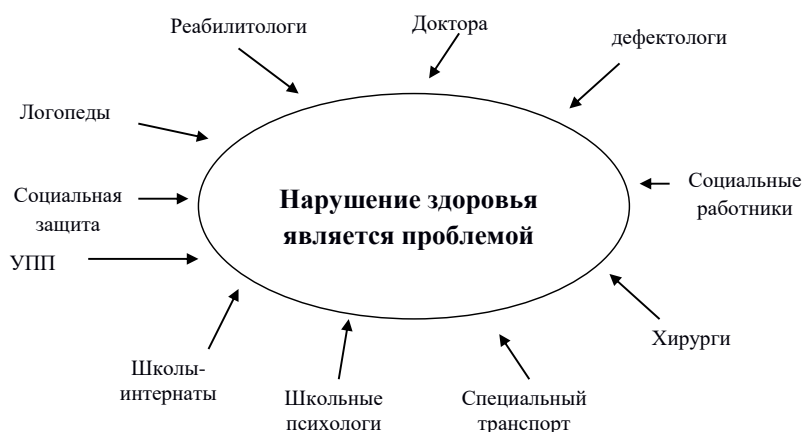 Реабилитологи
Доктора
дефектологи
Логопеды
Социальная
защита
Нарушение здоровья
является проблемой
Социальные
работники
УПП
Хирурги
Школы-
интернаты
Школьные
психологи
Специальный
транспорт